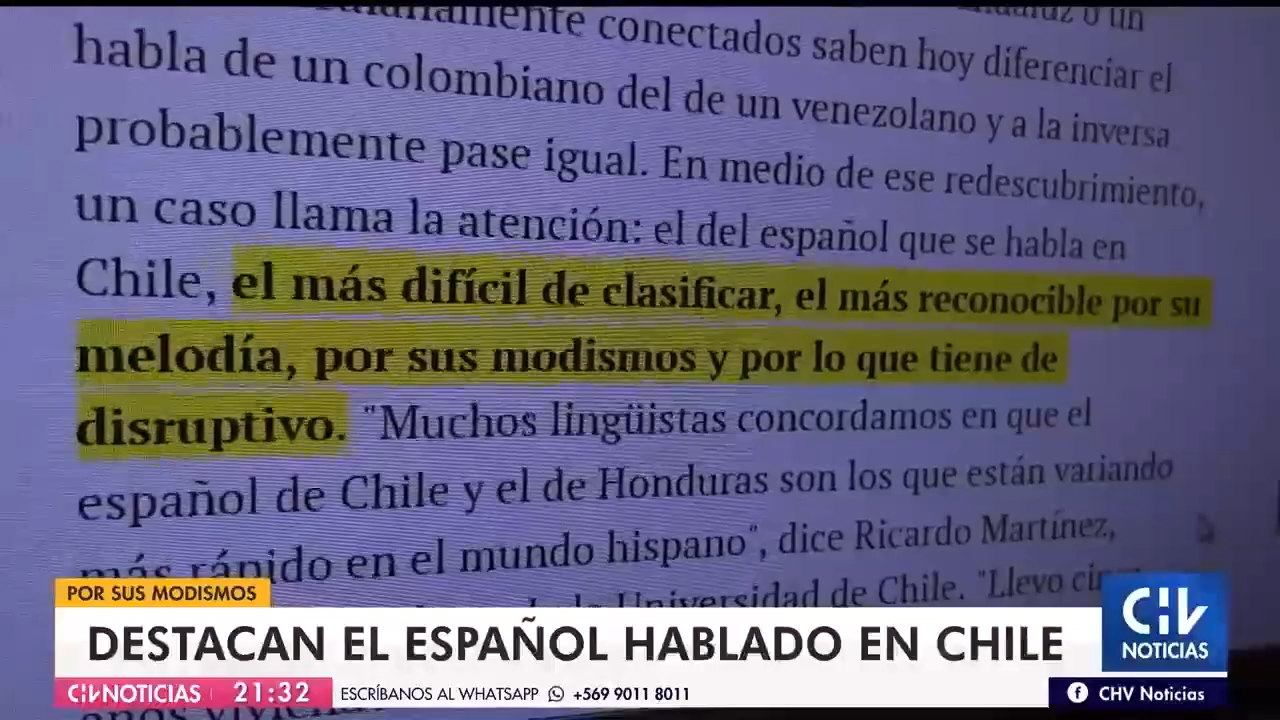 conectados saben hoy diferenciar el
habla de un colombiano del de un venezolano y a la inversa
probablemente pase igual. En medio de ese redescubrimiento,
un caso llama la atención: el del español que se habla en
Chile, el más difícil de clasificar, el más reconocible por su
melodía, por sus modismos y por lo que tiene de
disruptivo. "Muchos lingüistas concordamos en que el
español de Chile y el de Honduras son los que están variando
más rápido en el mundo hispano", dice Ricardo Martínez,
Universidad de Chile. "Llevo
POR SUS MODISMOS
DESTACAN EL ESPAÑOL HABLADO EN CHILE
CHV NOTICIAS
CHV NOTICIAS 21:32 ESCRÍBANOS AL WHATSAPP +569 9011 8011
CHV Noticias